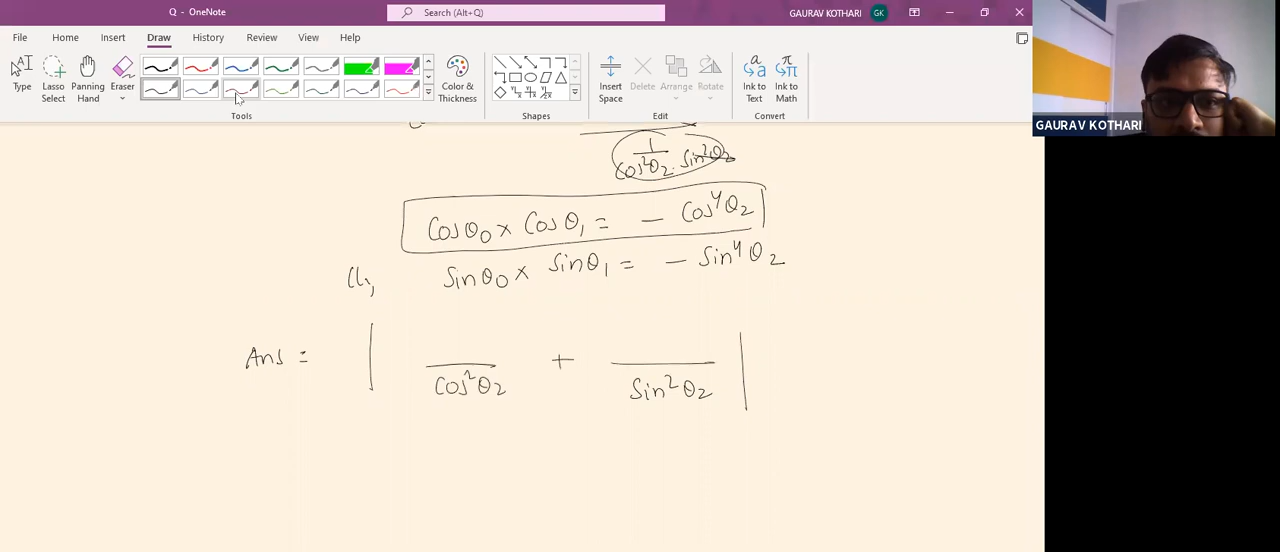 Q - OneNote
Search (Alt+Q)
GAURAV KOTHARI
GK
File Home Insert Draw History Review View Help
Type
Lasso Select
Panning Hand
Eraser
Color & Thickness
Insert Space
Delete
Arrange
Rotate
Ink to Text
Ink to Math
Tools
Shapes
Edit
Convert
GAURAV KOTHARI
1
cos²θ₂ . sin²θ₂
cosθ₀ × cosθ₁ = − cos⁴θ₂
sinθ₀ × sinθ₁ = − sin⁴θ₂
Ans = | ― + ― |
cos²θ₂ sin²θ₂